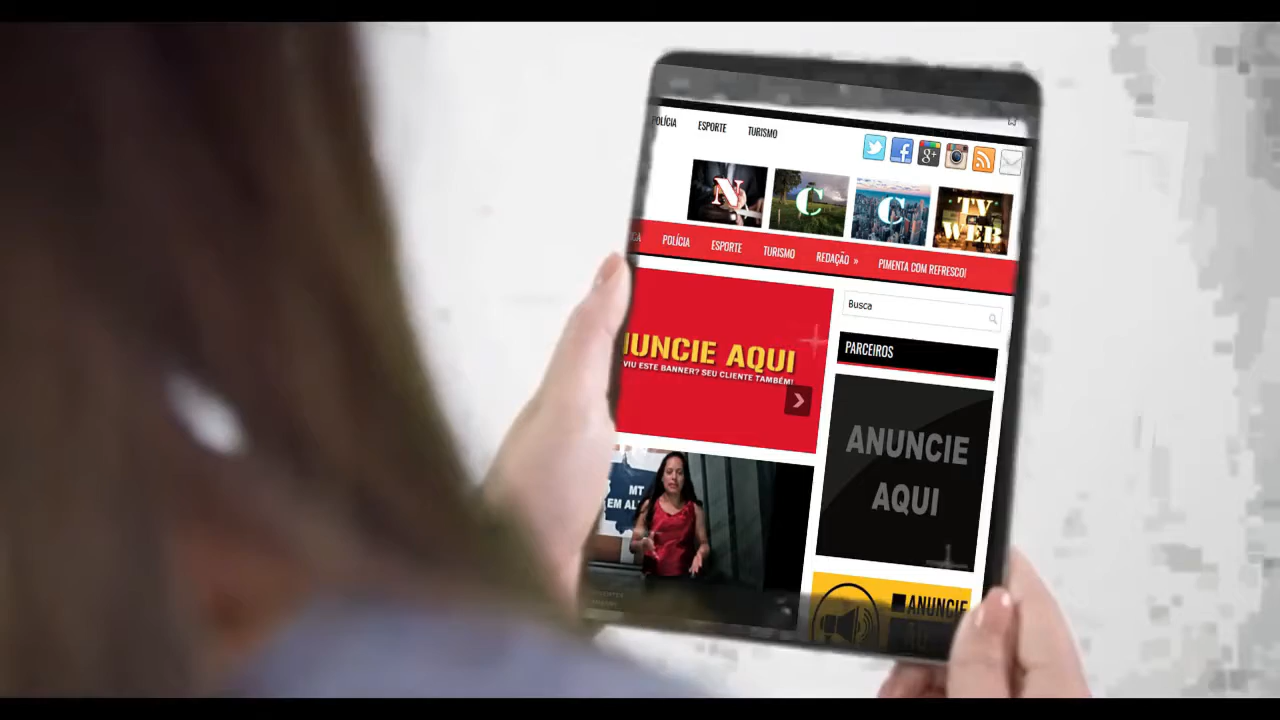 POLÍCIA ESPORTE TURISMO
N C C TV
WEB
POLÍCIA ESPORTE TURISMO REDAÇÃO » PIMENTA COM REFRESCO!
Busca
PARCEIROS
NUNCIE AQUI
VIU ESTE BANNER? SEU CLIENTE TAMBÉM!
ANUNCIE
AQUI
MT
EM AL
ANUNCIE